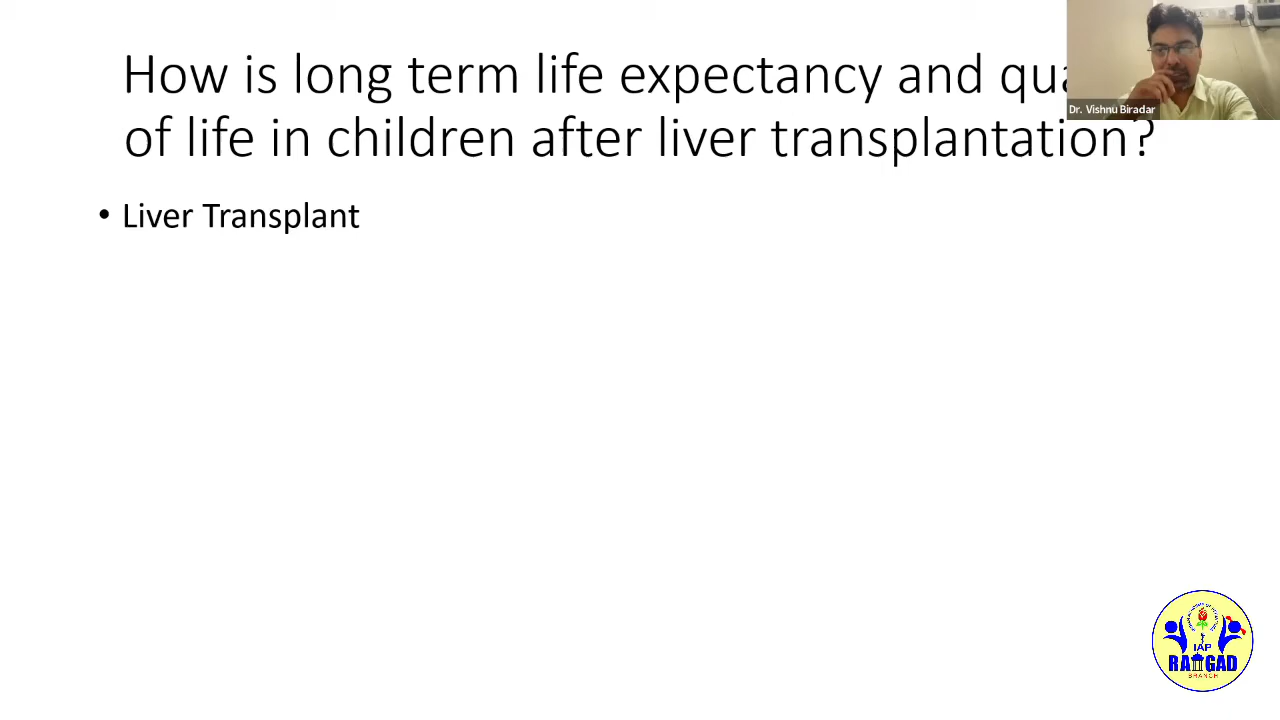 How is long term life expectancy and qua
of life in children after liver transplantation?
• Liver Transplant
Dr. Vishnu Biradar
IAP
RAIGAD
BRANCH